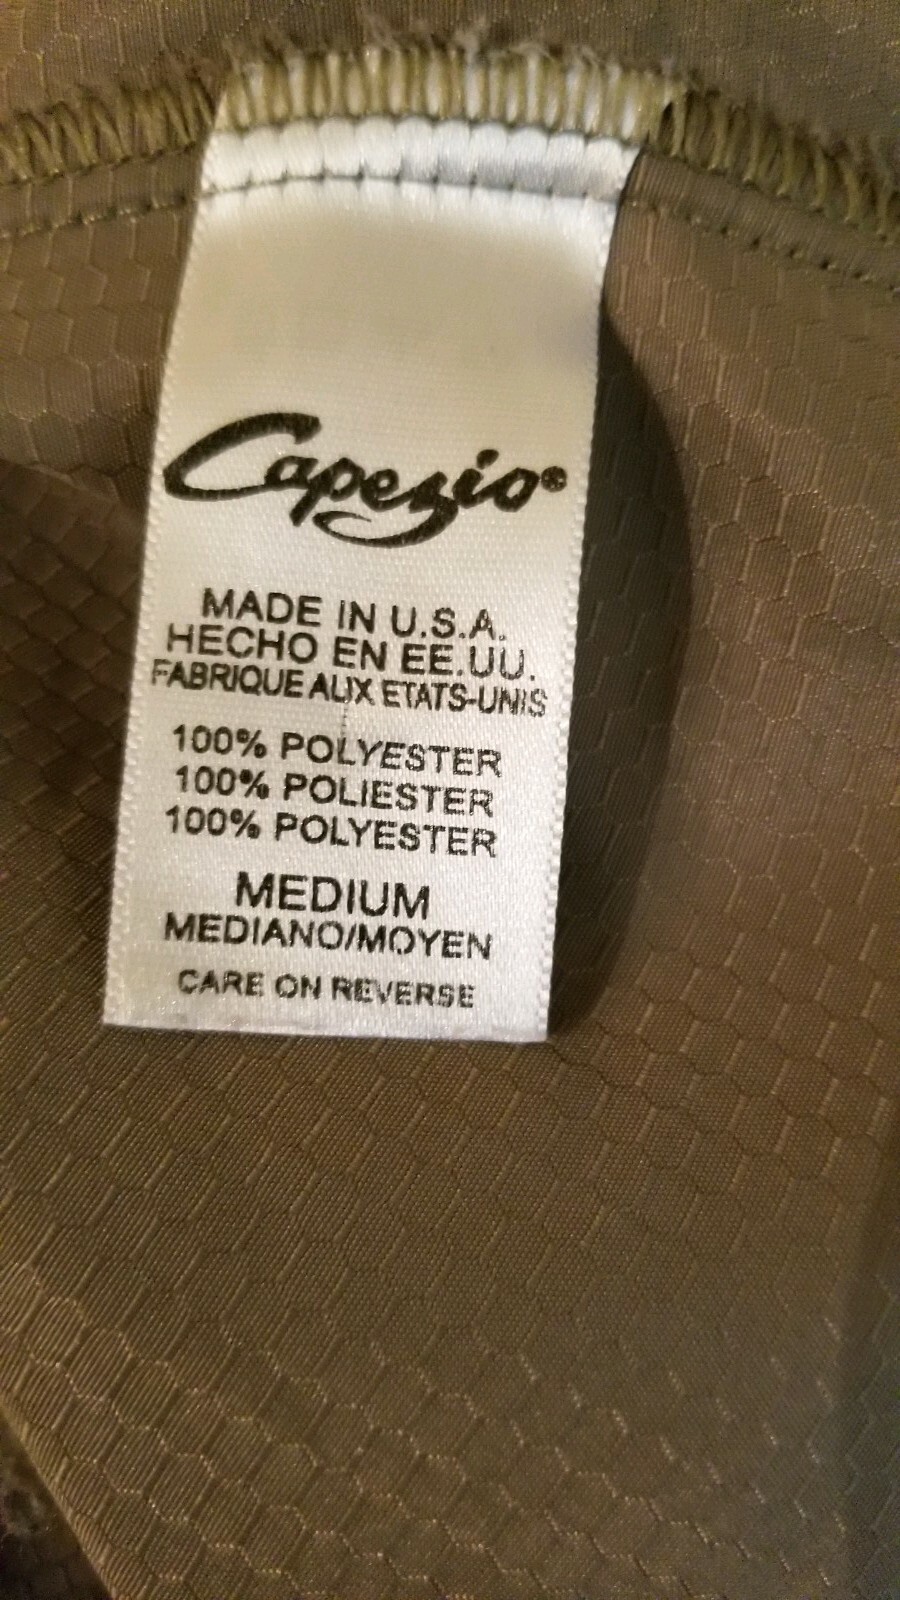 Capezio®
MADE IN U.S.A.
HECHO EN EE.UU.
FABRIQUE AUX ETATS-UNIS
100% POLYESTER
100% POLIESTER
100% POLYESTER
MEDIUM
MEDIANO/MOYEN
CARE ON REVERSE